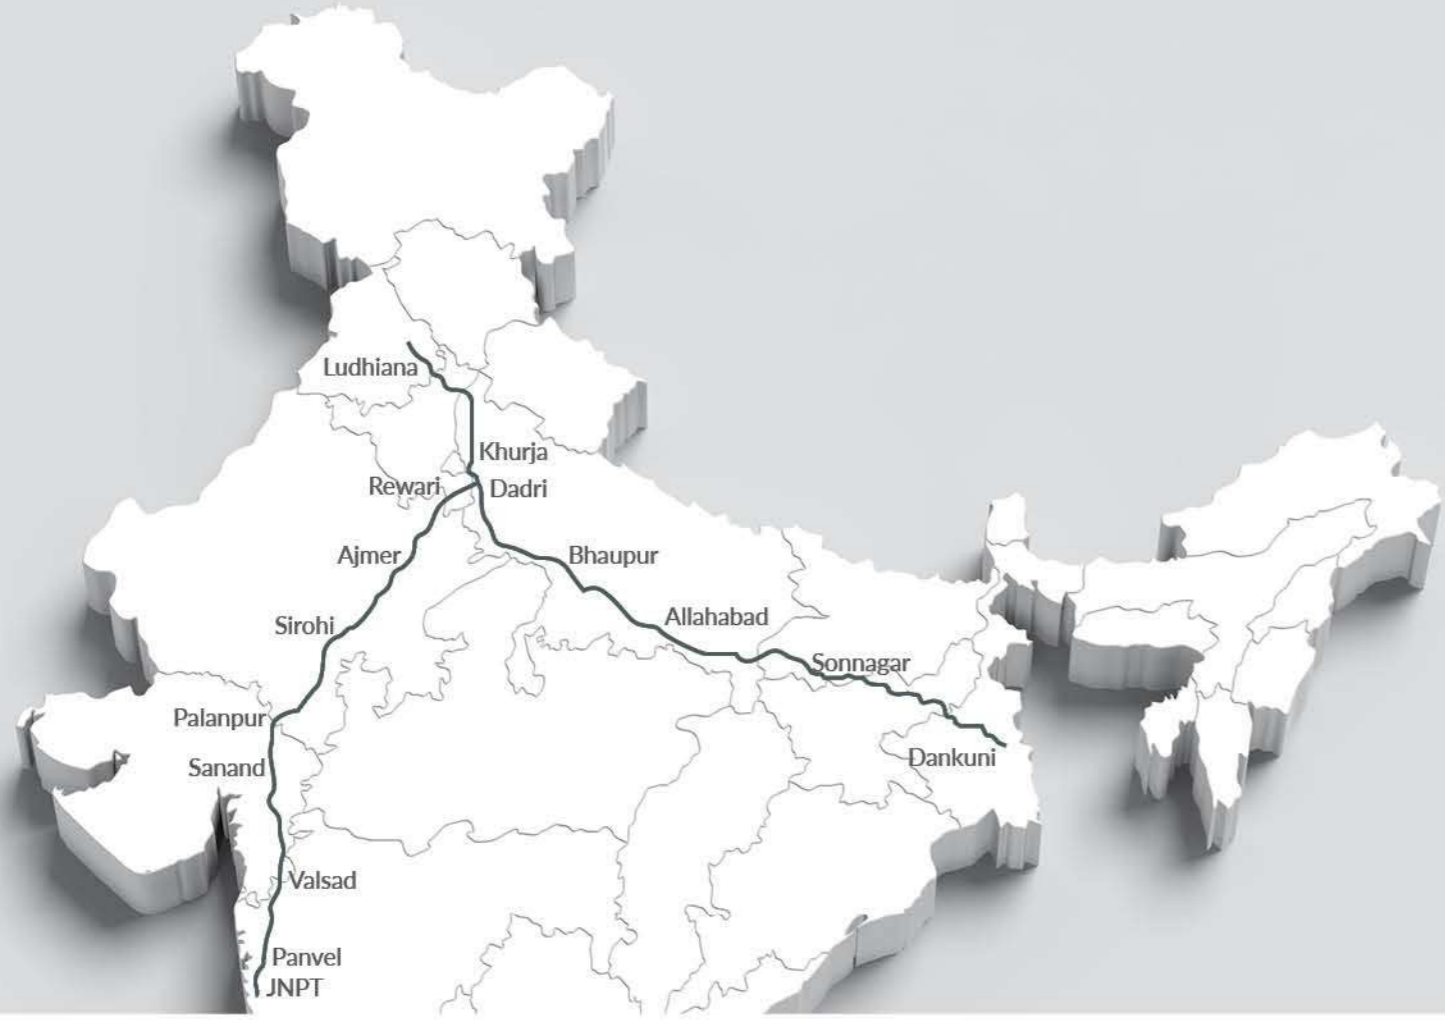 Ludhiana
Khurja
Rewari
Dadri
Ajmer
Bhaupur
Sirohi
Allahabad
Sonnagar
Palanpur
Sanand
Dankuni
Valsad
Panvel
JNPT